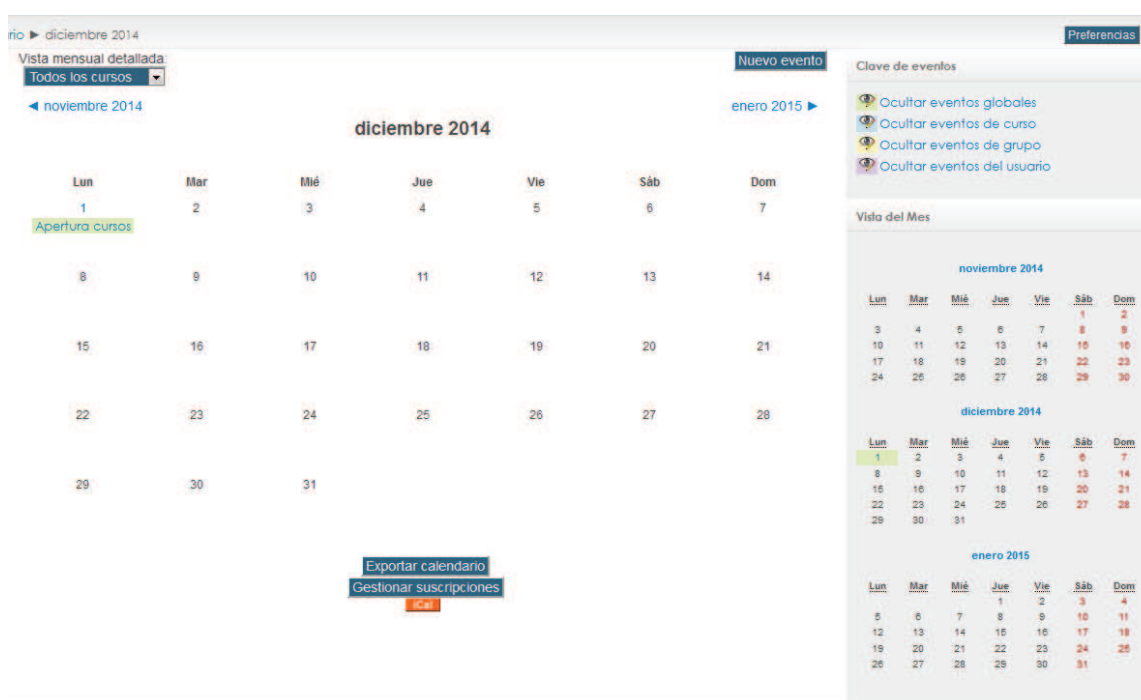 rio ► diciembre 2014
Preferencias
Vista mensual detallada:
Todos los cursos
Nuevo evento
◄ noviembre 2014
enero 2015 ►
diciembre 2014
Lun Mar Mié Jue Vie Sáb Dom
1 2 3 4 5 6 7
Apertura cursos
8 9 10 11 12 13 14
15 16 17 18 19 20 21
22 23 24 25 26 27 28
29 30 31
Exportar calendario
Gestionar suscripciones
iCal
Clave de eventos
Ocultar eventos globales
Ocultar eventos de curso
Ocultar eventos de grupo
Ocultar eventos del usuario
Vista del Mes
noviembre 2014
Lun Mar Mié Jue Vie Sáb Dom
1 2
3 4 5 6 7 8 9
10 11 12 13 14 15 16
17 18 19 20 21 22 23
24 25 26 27 28 29 30
diciembre 2014
Lun Mar Mié Jue Vie Sáb Dom
1 2 3 4 5 6 7
8 9 10 11 12 13 14
15 16 17 18 19 20 21
22 23 24 25 26 27 28
29 30 31
enero 2015
Lun Mar Mié Jue Vie Sáb Dom
1 2 3 4
5 6 7 8 9 10 11
12 13 14 15 16 17 18
19 20 21 22 23 24 25
26 27 28 29 30 31